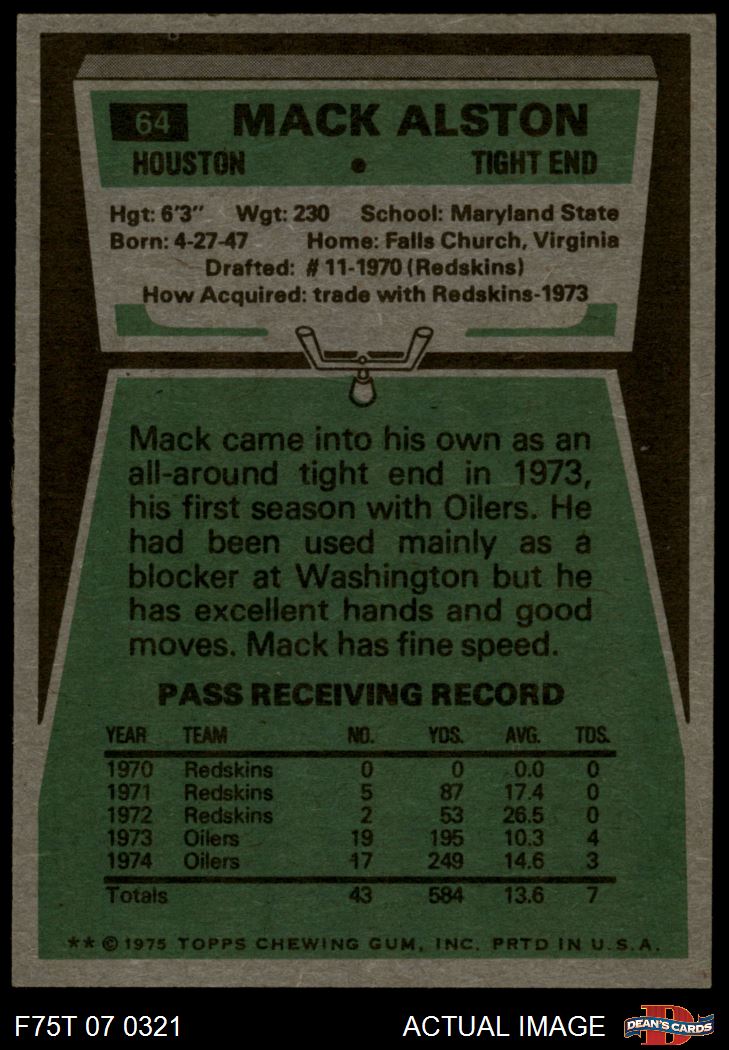 64 MACK ALSTON
HOUSTON • TIGHT END
Hgt: 6'3" Wgt: 230 School: Maryland State
Born: 4-27-47 Home: Falls Church, Virginia
Drafted: #11-1970 (Redskins)
How Acquired: trade with Redskins-1973
Mack came into his own as an
all-around tight end in 1973,
his first season with Oilers. He
had been used mainly as a
blocker at Washington but he
has excellent hands and good
moves. Mack has fine speed.
PASS RECEIVING RECORD
YEAR TEAM NO. YDS. AVG. TDS.
1970 Redskins 0 0 0.0 0
1971 Redskins 5 87 17.4 0
1972 Redskins 2 53 26.5 0
1973 Oilers 19 195 10.3 4
1974 Oilers 17 249 14.6 3
Totals 43 584 13.6 7
** © 1975 TOPPS CHEWING GUM, INC. PRTD IN U.S.A.
F75T 07 0321 ACTUAL IMAGE D DEAN'S CARDS